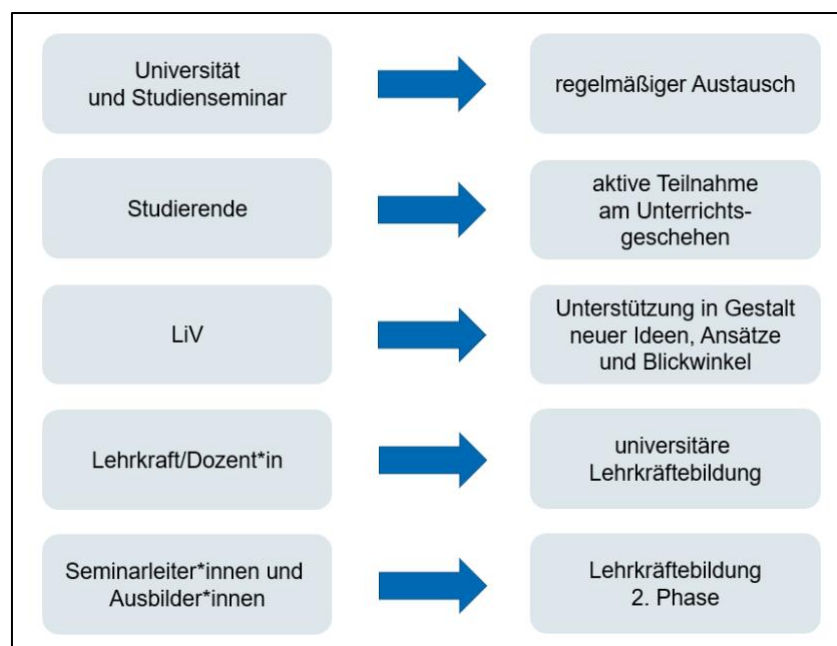 Universität
und Studienseminar
regelmäßiger Austausch
Studierende
aktive Teilnahme
am Unterrichts-
geschehen
LiV
Unterstützung in Gestalt
neuer Ideen, Ansätze
und Blickwinkel
Lehrkraft/Dozent*in
universitäre
Lehrkräftebildung
Seminarleiter*innen und
Ausbilder*innen
Lehrkräftebildung
2. Phase